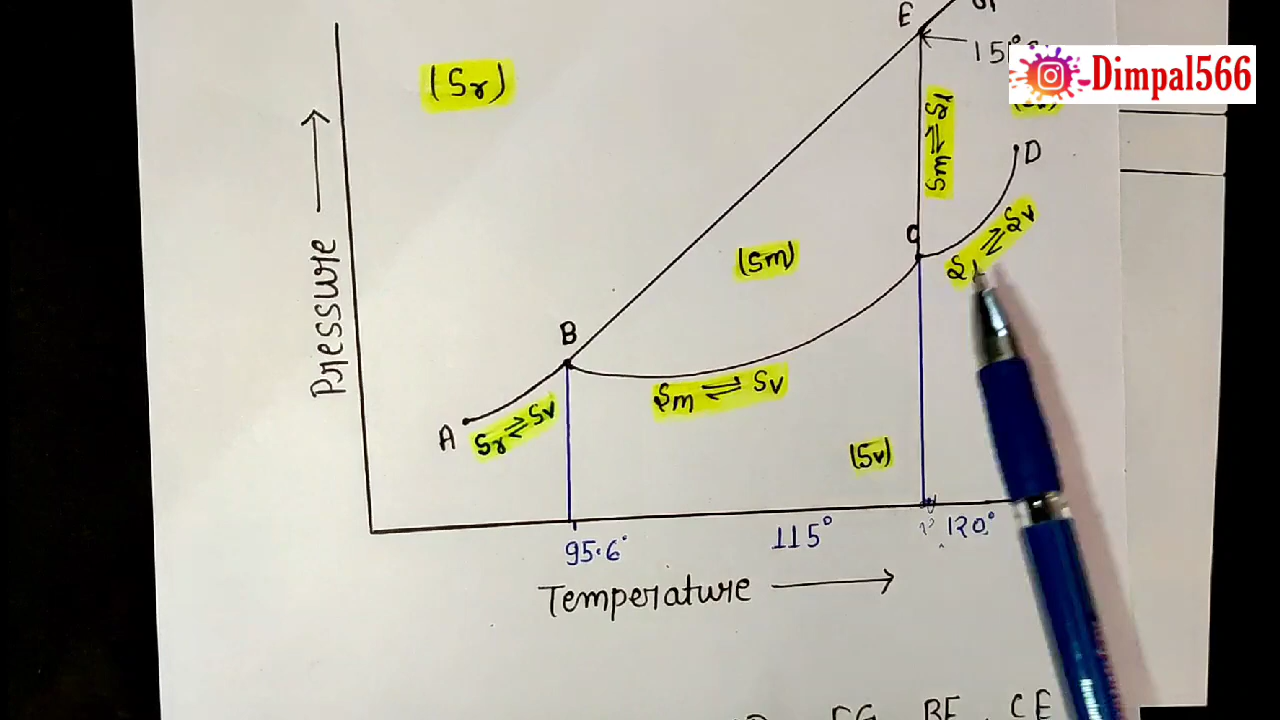 E
G
(Sr)
15
Dimpal566
Sm ⇌ Sl
D
C
(Sm)
Sl ⇌ Sv
Pressure
B
Sm ⇌ Sv
A
Sr ⇌ Sv
(Sv)
95.6°
115°
120°
Temperature
CG
BE , CE